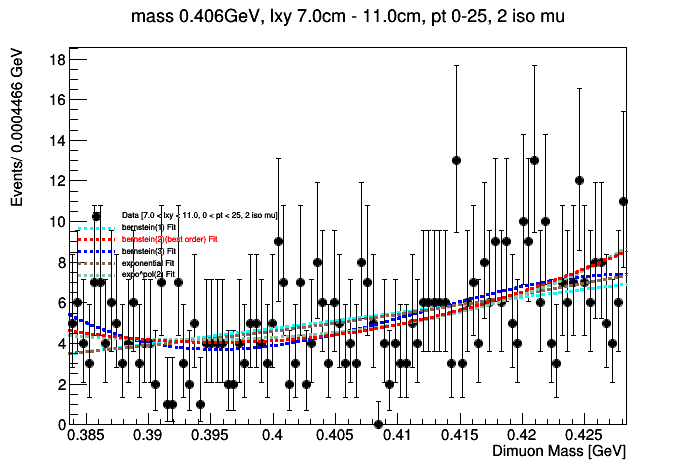 mass 0.406GeV, lxy 7.0cm - 11.0cm, pt 0-25, 2 iso mu
Events/ 0.0004466 GeV
18
16
14
12
10
8
6
4
2
0
Data [7.0 < lxy < 11.0, 0 < pt < 25, 2 iso mu]
bernstein(1) Fit
bernstein(2)(best order) Fit
bernstein(3) Fit
exponential Fit
expo*pol(2) Fit
0.385 0.39 0.395 0.4 0.405 0.41 0.415 0.42 0.425
Dimuon Mass [GeV]